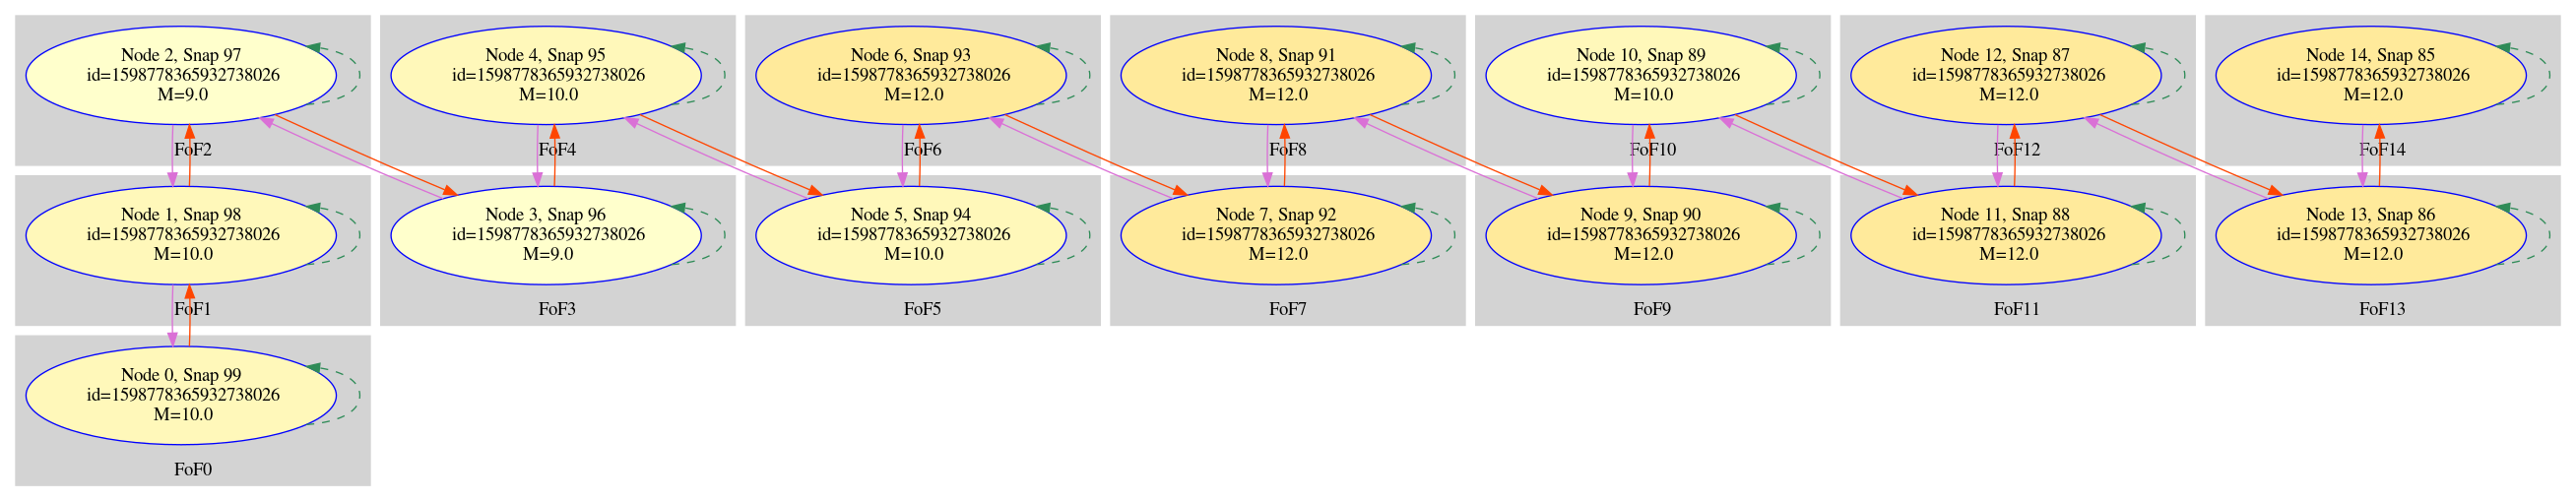 Node 2, Snap 97
id=1598778365932738026
M=9.0
FoF2
Node 4, Snap 95
id=1598778365932738026
M=10.0
FoF4
Node 6, Snap 93
id=1598778365932738026
M=12.0
FoF6
Node 8, Snap 91
id=1598778365932738026
M=12.0
FoF8
Node 10, Snap 89
id=1598778365932738026
M=10.0
FoF10
Node 12, Snap 87
id=1598778365932738026
M=12.0
FoF12
Node 14, Snap 85
id=1598778365932738026
M=12.0
FoF14
Node 1, Snap 98
id=1598778365932738026
M=10.0
FoF1
Node 3, Snap 96
id=1598778365932738026
M=9.0
FoF3
Node 5, Snap 94
id=1598778365932738026
M=10.0
FoF5
Node 7, Snap 92
id=1598778365932738026
M=12.0
FoF7
Node 9, Snap 90
id=1598778365932738026
M=12.0
FoF9
Node 11, Snap 88
id=1598778365932738026
M=12.0
FoF11
Node 13, Snap 86
id=1598778365932738026
M=12.0
FoF13
Node 0, Snap 99
id=1598778365932738026
M=10.0
FoF0